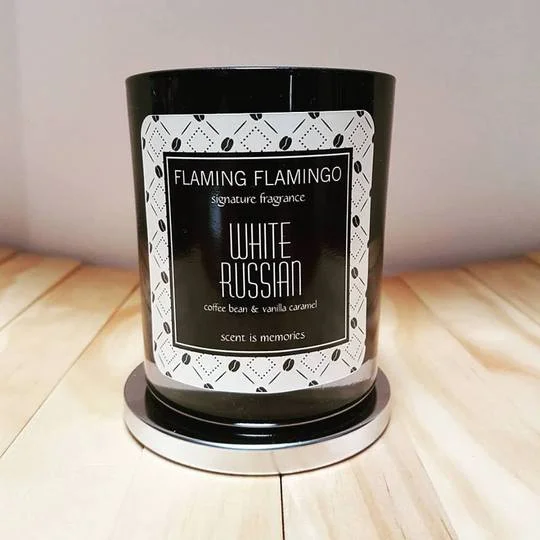 FLAMING FLAMINGO
signature fragrance
WHITE
RUSSIAN
coffee bean & vanilla caramel
scent is memories